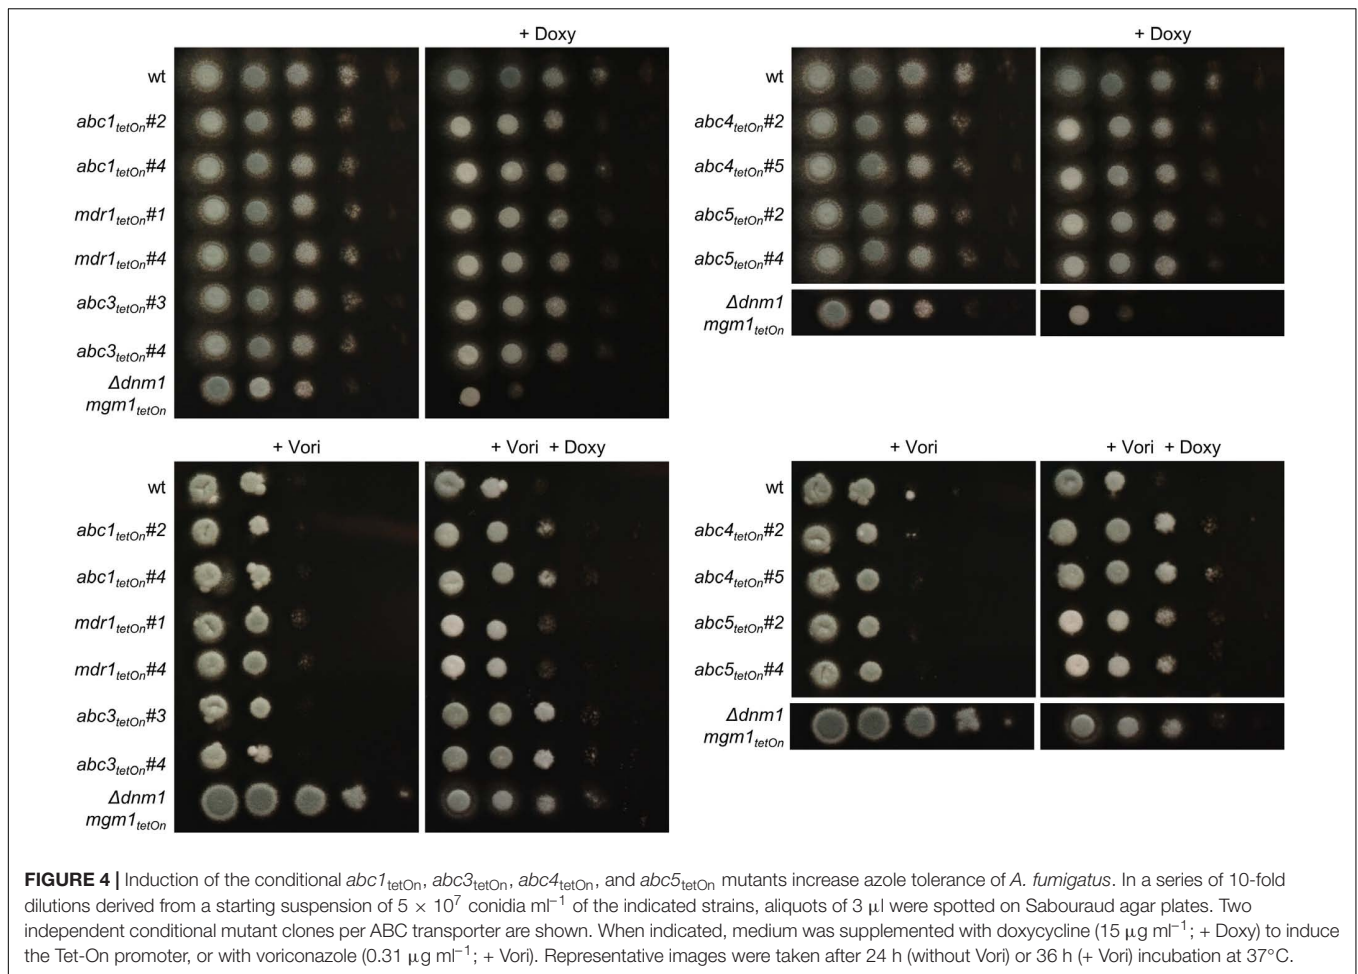 + Doxy
wt
abc1tetOn#2
abc1tetOn#4
mdr1tetOn#1
mdr1tetOn#4
abc3tetOn#3
abc3tetOn#4
Δdnm1
mgm1tetOn
+ Doxy
wt
abc4tetOn#2
abc4tetOn#5
abc5tetOn#2
abc5tetOn#4
Δdnm1
mgm1tetOn
+ Vori
+ Vori + Doxy
wt
abc1tetOn#2
abc1tetOn#4
mdr1tetOn#1
mdr1tetOn#4
abc3tetOn#3
abc3tetOn#4
Δdnm1
mgm1tetOn
+ Vori
+ Vori + Doxy
wt
abc4tetOn#2
abc4tetOn#5
abc5tetOn#2
abc5tetOn#4
Δdnm1
mgm1tetOn
FIGURE 4 | Induction of the conditional abc1tetOn, abc3tetOn, abc4tetOn, and abc5tetOn mutants increase azole tolerance of A. fumigatus. In a series of 10-fold
dilutions derived from a starting suspension of 5 × 10⁷ conidia ml⁻¹ of the indicated strains, aliquots of 3 μl were spotted on Sabouraud agar plates. Two
independent conditional mutant clones per ABC transporter are shown. When indicated, medium was supplemented with doxycycline (15 μg ml⁻¹; + Doxy) to induce
the Tet-On promoter, or with voriconazole (0.31 μg ml⁻¹; + Vori). Representative images were taken after 24 h (without Vori) or 36 h (+ Vori) incubation at 37°C.